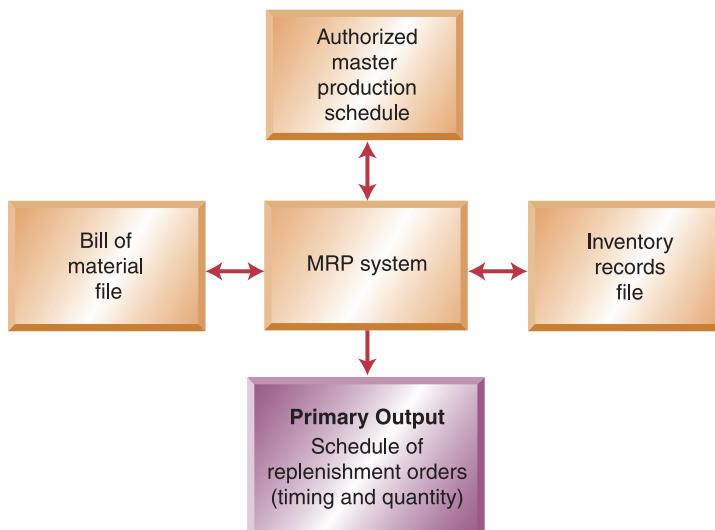 Authorized
master
production
schedule
Bill of
material
file
MRP system
Inventory
records
file
Primary Output
Schedule of
replenishment orders
(timing and quantity)